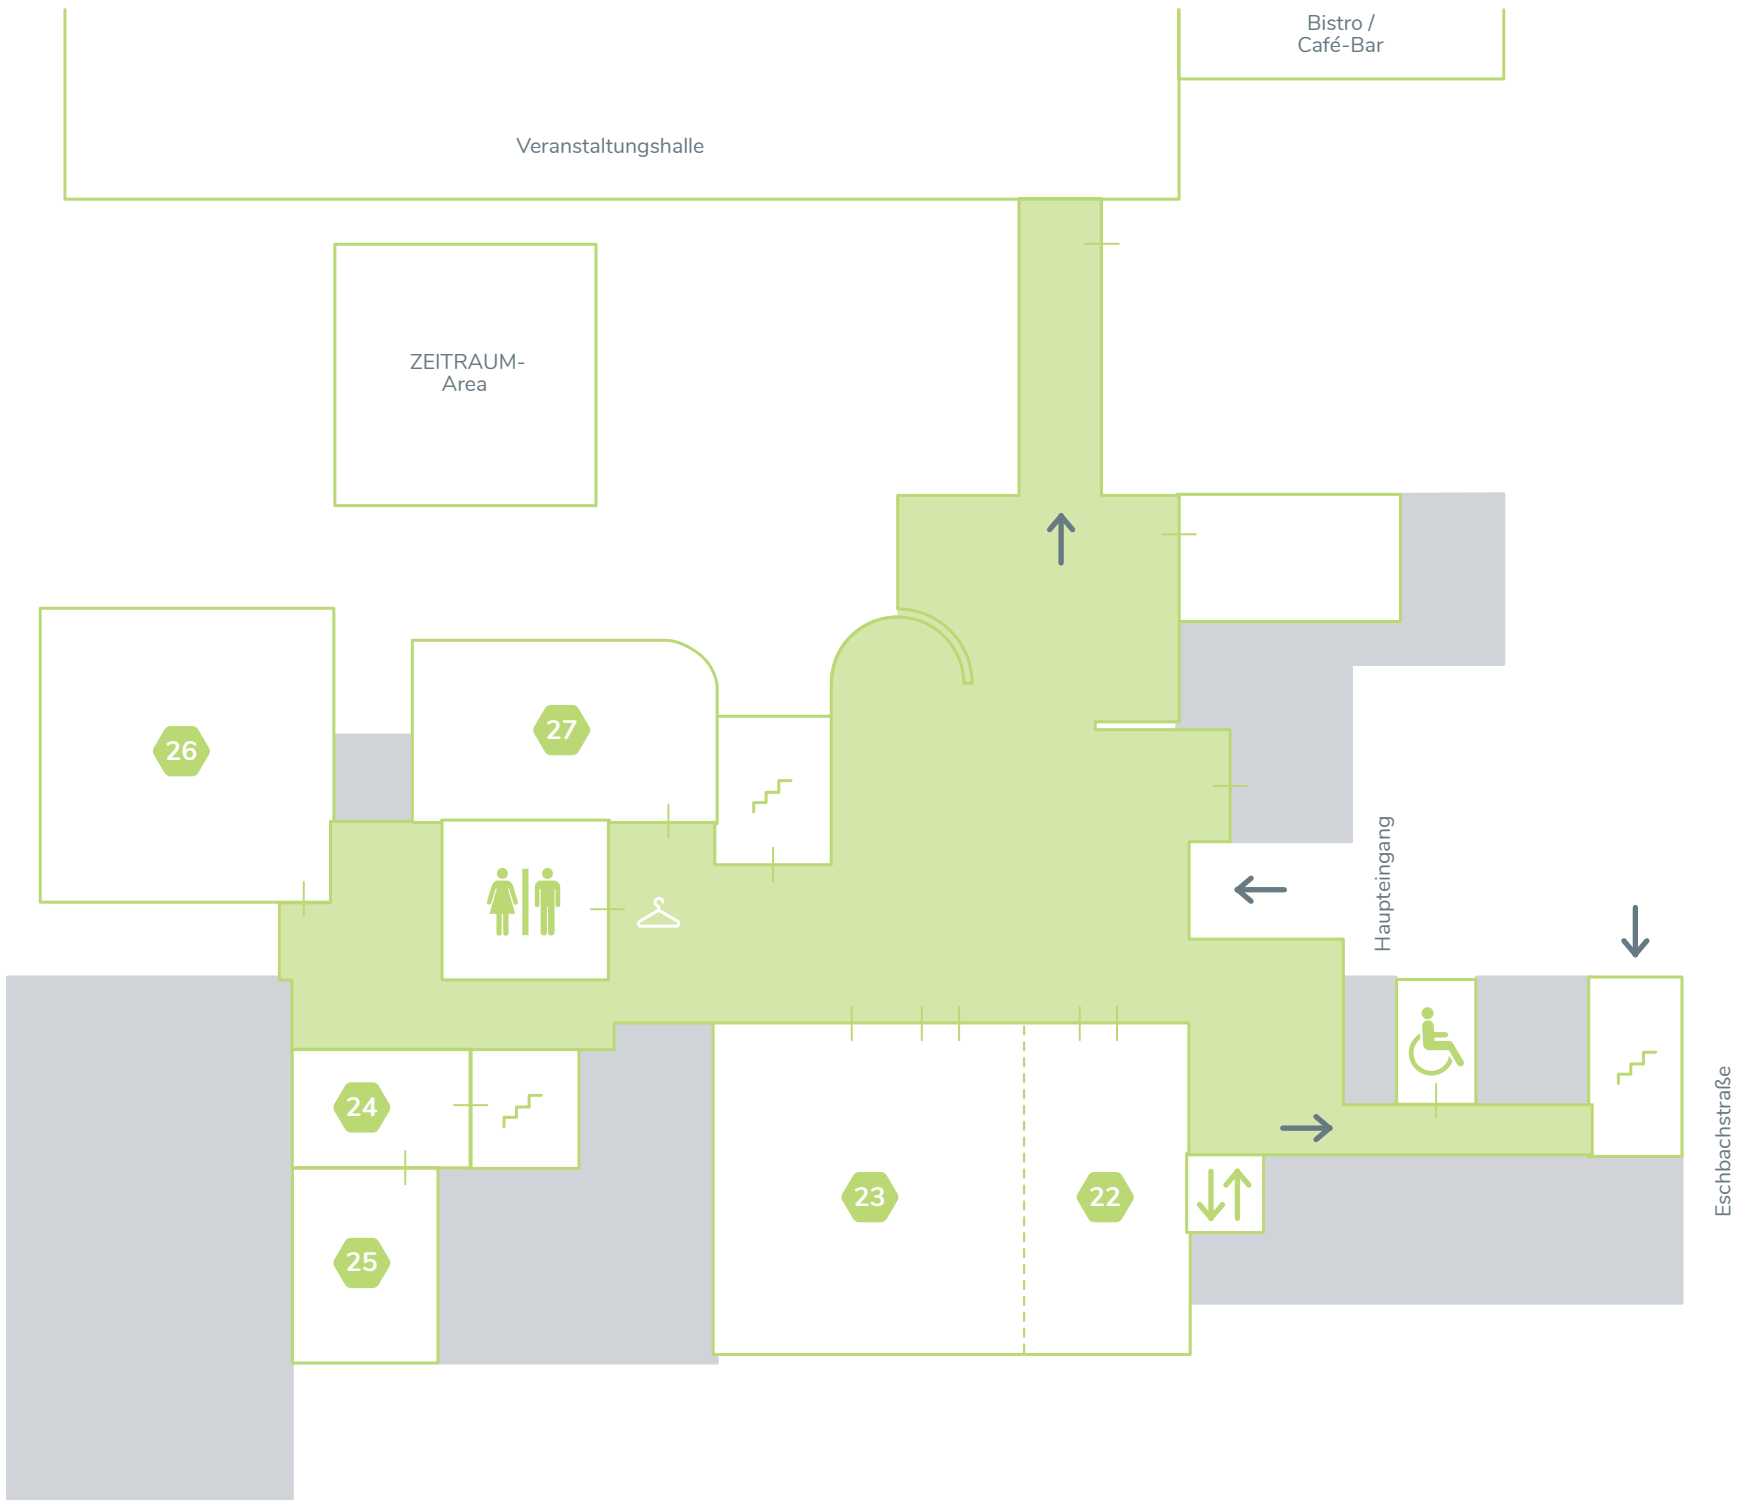 Bistro /
Café-Bar
Veranstaltungshalle
ZEITRAUM-
Area
27
26
Haupteingang
Eschbachstraße
24
23
22
25